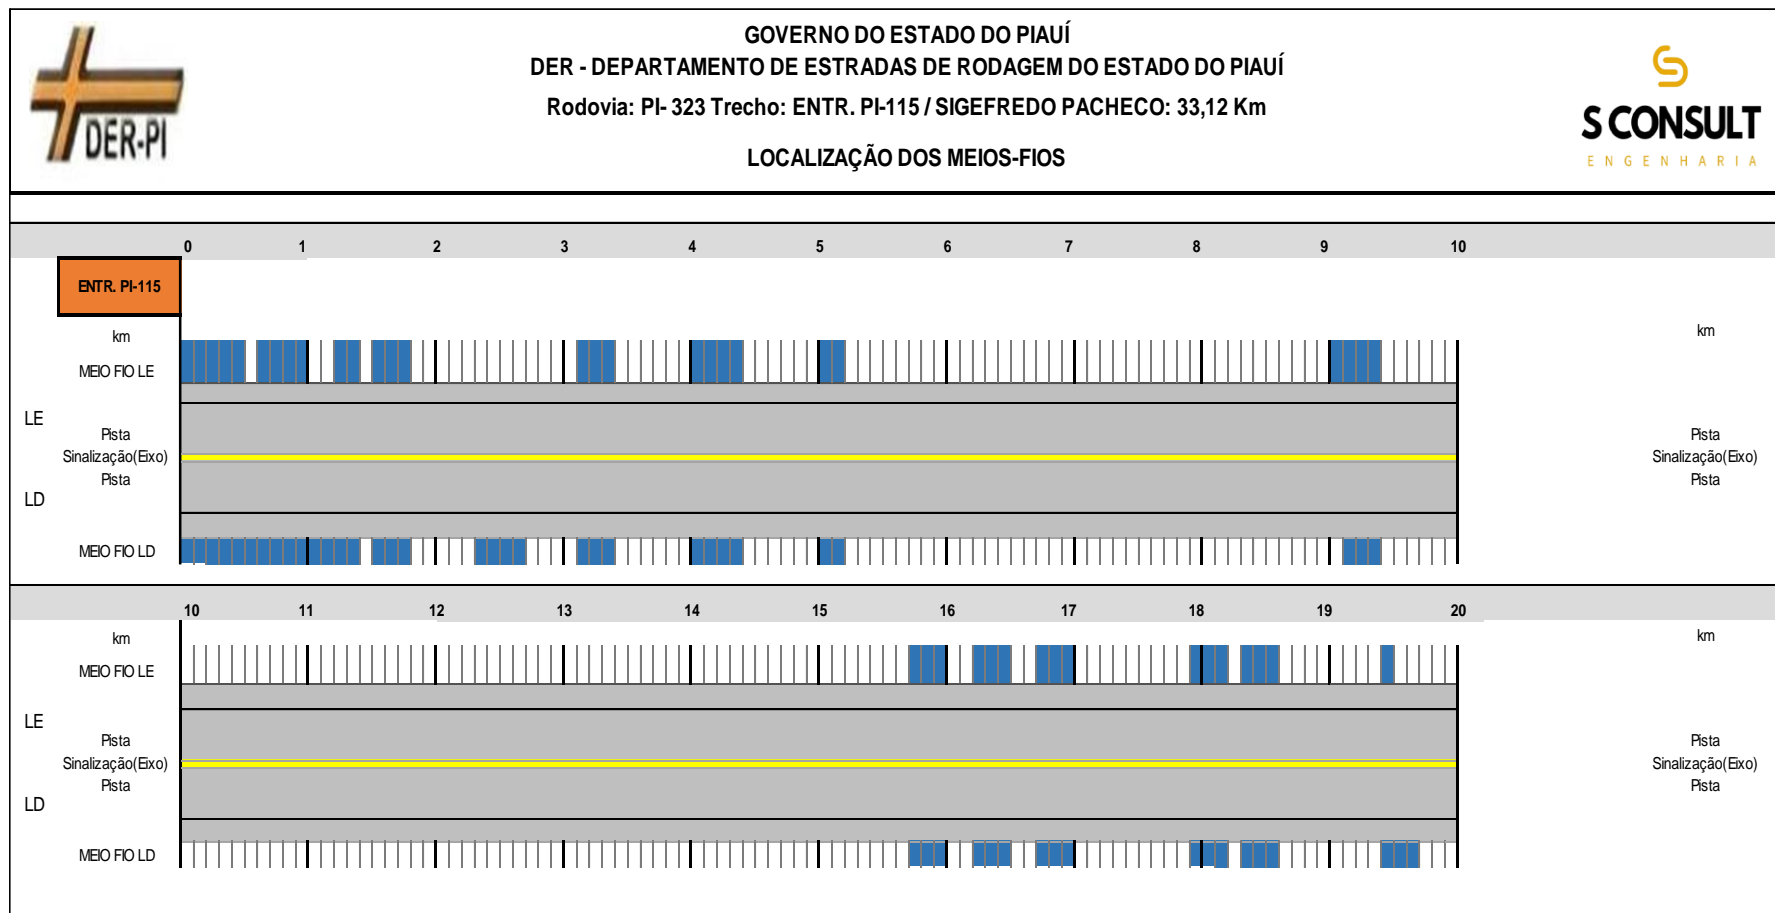 GOVERNO DO ESTADO DO PIAUÍ
DER - DEPARTAMENTO DE ESTRADAS DE RODAGEM DO ESTADO DO PIAUÍ
Rodovia: PI- 323 Trecho: ENTR. PI-115 / SIGEFREDO PACHECO: 33,12 Km
LOCALIZAÇÃO DOS MEIOS-FIOS
DER-PI
S CONSULT
ENGENHARIA
0 1 2 3 4 5 6 7 8 9 10
ENTR. PI-115
km km
MEIO FIO LE
LE
Pista Pista
Sinalização(Eixo) Sinalização(Eixo)
Pista Pista
LD
MEIO FIO LD
10 11 12 13 14 15 16 17 18 19 20
km km
MEIO FIO LE
LE
Pista Pista
Sinalização(Eixo) Sinalização(Eixo)
Pista Pista
LD
MEIO FIO LD